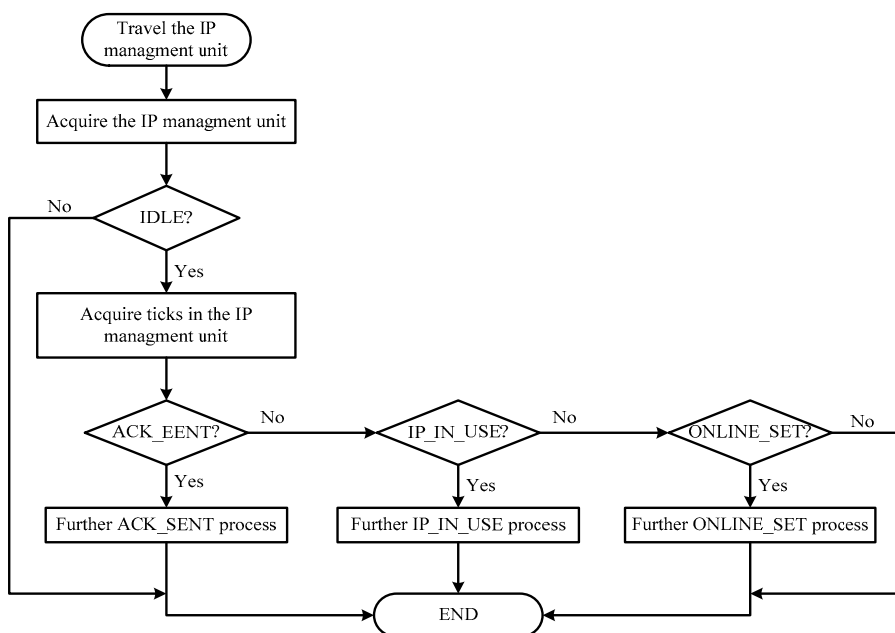 Travel the IP
managment unit
Acquire the IP managment unit
No
IDLE?
Yes
Acquire ticks in the IP
managment unit
ACK_EENT?
No
IP_IN_USE?
No
ONLINE_SET?
No
Yes
Yes
Yes
Further ACK_SENT process
Further IP_IN_USE process
Further ONLINE_SET process
END